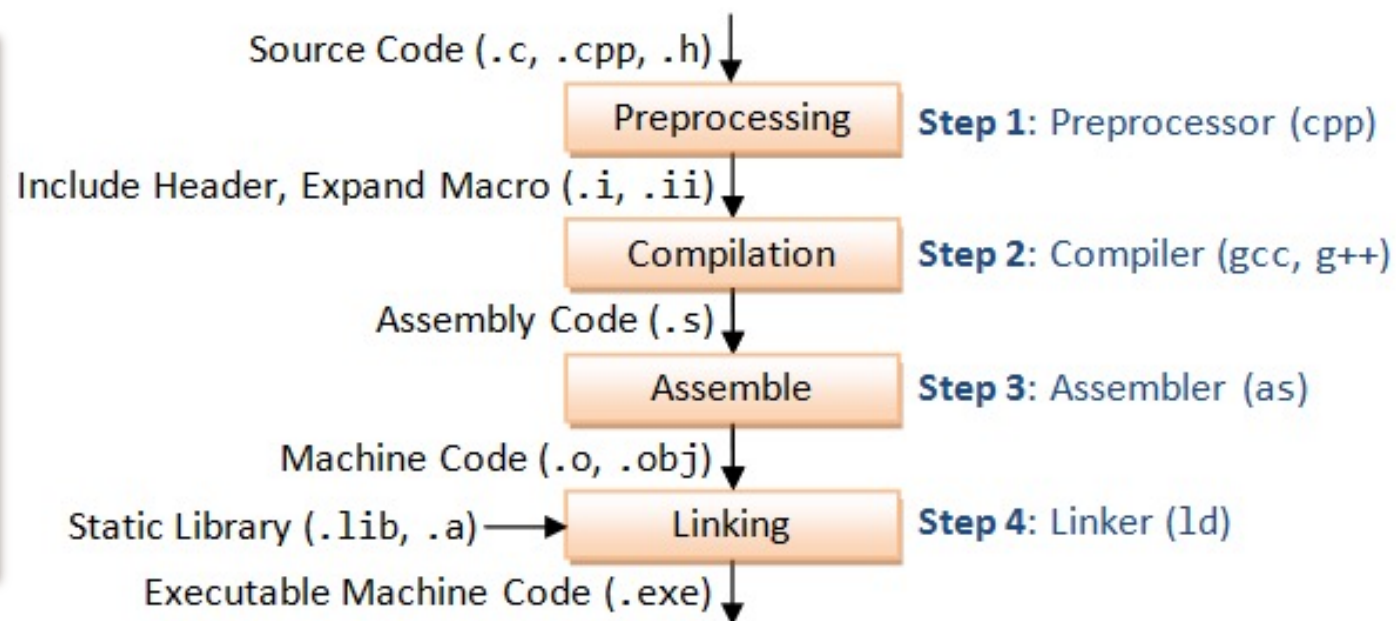 Source Code (.c, .cpp, .h)
Preprocessing
Step 1: Preprocessor (cpp)
Include Header, Expand Macro (.i, .ii)
Compilation
Step 2: Compiler (gcc, g++)
Assembly Code (.s)
Assemble
Step 3: Assembler (as)
Machine Code (.o, .obj)
Static Library (.lib, .a)
Linking
Step 4: Linker (ld)
Executable Machine Code (.exe)